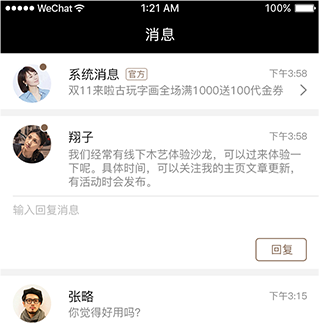 WeChat 1:21 AM 100%
消息
系统消息 官方 下午3:58
双11来啦古玩字画全场满1000送100代金券
翔子 下午3:58
我们经常有线下木艺体验沙龙，可以过来体验一
下呢。具体时间，可以关注我的主页文章更新，
有活动时会发布。
输入回复消息
回复
张略 下午3:15
你觉得好用吗?